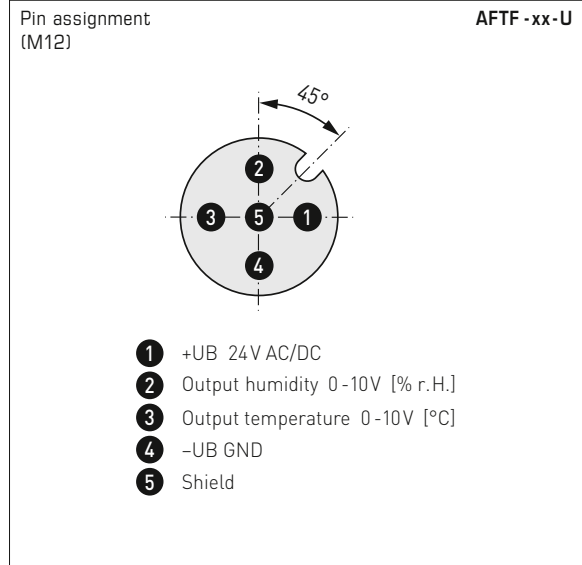 Pin assignment
(M12)
AFTF-xx-U
45°
2
3 5 1
4
1 +UB 24V AC/DC
2 Output humidity 0-10V [% r.H.]
3 Output temperature 0-10V [°C]
4 –UB GND
5 Shield